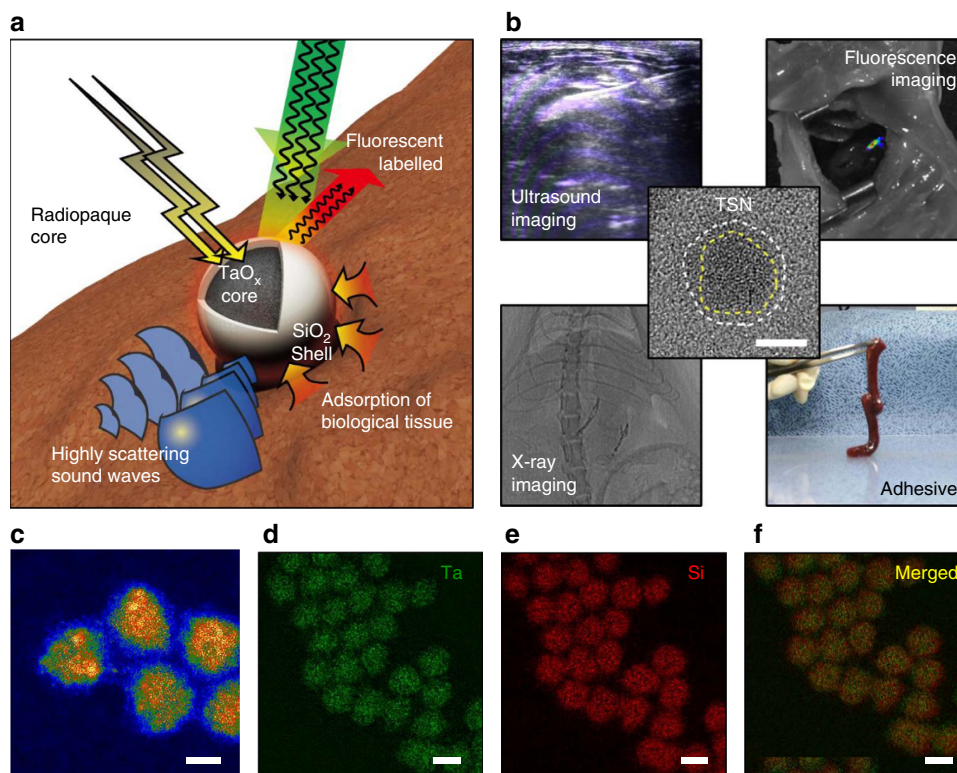 a
Fluorescent
labelled
Radiopaque
core
TaOx
core
SiO2
Shell
Adsorption of
biological tissue
Highly scattering
sound waves
b
Ultrasound
imaging
Fluorescence
imaging
TSN
X-ray
imaging
Adhesive
c
d
Ta
e
Si
f
Merged